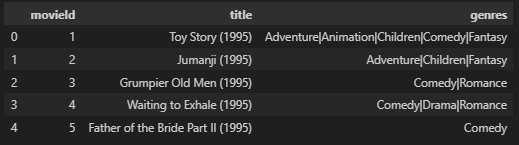 movieId title genres
0 1 Toy Story (1995) Adventure|Animation|Children|Comedy|Fantasy
1 2 Jumanji (1995) Adventure|Children|Fantasy
2 3 Grumpier Old Men (1995) Comedy|Romance
3 4 Waiting to Exhale (1995) Comedy|Drama|Romance
4 5 Father of the Bride Part II (1995) Comedy